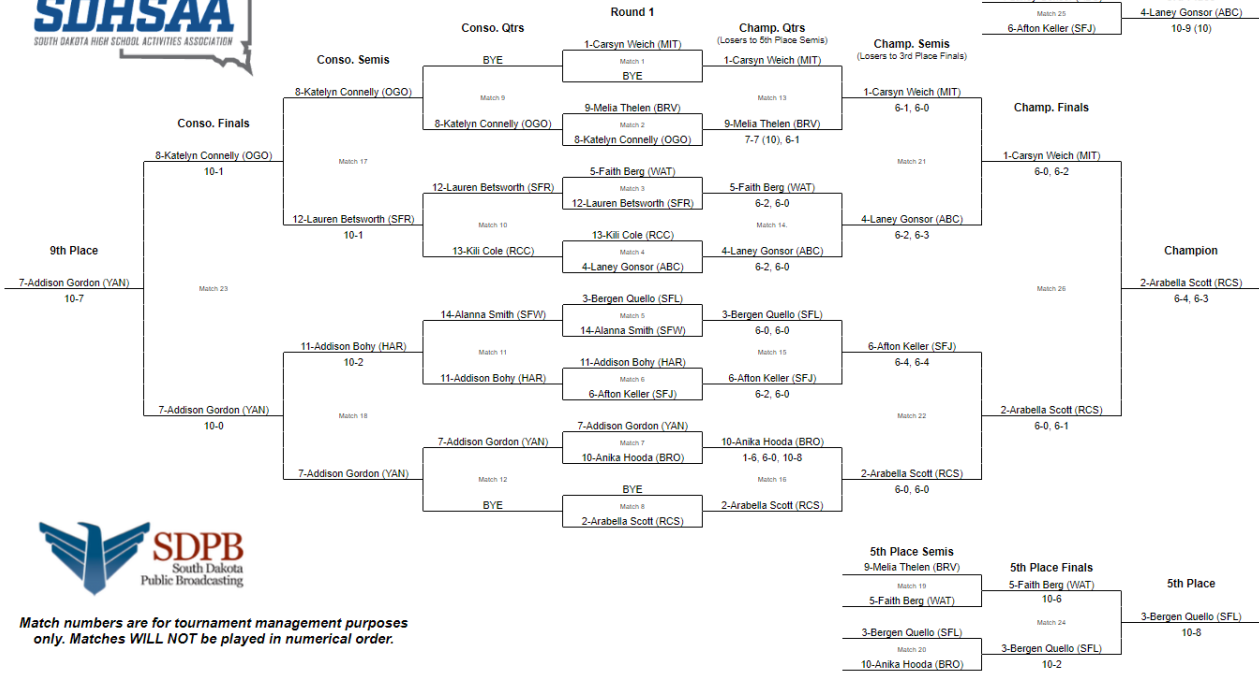 SDHSAA
SOUTH DAKOTA HIGH SCHOOL ACTIVITIES ASSOCIATION
Match 25
4-Laney Gonsor (ABC)
6-Afton Keller (SFJ)
10-9 (10)
Round 1
Conso. Qtrs
Champ. Qtrs
(Losers to 5th Place Semis)
Conso. Semis
Champ. Semis
(Losers to 3rd Place Finals)
Conso. Finals
Champ. Finals
9th Place
Champion
1-Carsyn Weich (MIT)
Match 1
BYE
9-Melia Thelen (BRV)
Match 2
8-Katelyn Connelly (OGO)
5-Faith Berg (WAT)
Match 3
12-Lauren Betsworth (SFR)
13-Kili Cole (RCC)
Match 4
4-Laney Gonsor (ABC)
3-Bergen Quello (SFL)
Match 5
14-Alanna Smith (SFW)
11-Addison Bohy (HAR)
Match 6
6-Afton Keller (SFJ)
7-Addison Gordon (YAN)
Match 7
10-Anika Hooda (BRO)
BYE
Match 8
2-Arabella Scott (RCS)
BYE
Match 9
8-Katelyn Connelly (OGO)
12-Lauren Betsworth (SFR)
Match 10
13-Kili Cole (RCC)
14-Alanna Smith (SFW)
Match 11
11-Addison Bohy (HAR)
7-Addison Gordon (YAN)
Match 12
BYE
8-Katelyn Connelly (OGO)
Match 17
12-Lauren Betsworth (SFR)
10-1
11-Addison Bohy (HAR)
10-2
Match 18
7-Addison Gordon (YAN)
8-Katelyn Connelly (OGO)
10-1
Match 23
7-Addison Gordon (YAN)
10-0
7-Addison Gordon (YAN)
10-7
1-Carsyn Weich (MIT)
Match 13
9-Melia Thelen (BRV)
7-7 (10), 6-1
5-Faith Berg (WAT)
6-2, 6-0
Match 14.
4-Laney Gonsor (ABC)
6-2, 6-0
3-Bergen Quello (SFL)
6-0, 6-0
Match 15
6-Afton Keller (SFJ)
6-2, 6-0
10-Anika Hooda (BRO)
1-6, 6-0, 10-8
Match 16
2-Arabella Scott (RCS)
1-Carsyn Weich (MIT)
6-1, 6-0
Match 21
4-Laney Gonsor (ABC)
6-2, 6-3
6-Afton Keller (SFJ)
6-4, 6-4
Match 22
2-Arabella Scott (RCS)
6-0, 6-0
1-Carsyn Weich (MIT)
6-0, 6-2
Match 26
2-Arabella Scott (RCS)
6-0, 6-1
2-Arabella Scott (RCS)
6-4, 6-3
SDPB
South Dakota
Public Broadcasting
Match numbers are for tournament management purposes
only. Matches WILL NOT be played in numerical order.
5th Place Semis
9-Melia Thelen (BRV)
Match 19
5-Faith Berg (WAT)
3-Bergen Quello (SFL)
Match 20
10-Anika Hooda (BRO)
5th Place Finals
5-Faith Berg (WAT)
10-6
Match 24
3-Bergen Quello (SFL)
10-2
5th Place
3-Bergen Quello (SFL)
10-8